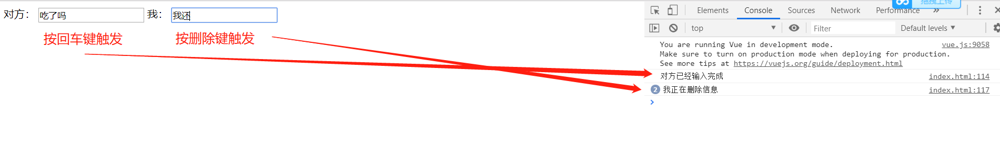 对方： 吃了吗 我： 我还
按回车键触发 按删除键触发
拖拽上传
Elements Console Sources Network Performance »
top Filter Default levels
You are running Vue in development mode. vue.js:9058
Make sure to turn on production mode when deploying for production.
See more tips at https://vuejs.org/guide/deployment.html
对方已经输入完成 index.html:114
2 我正在删除信息 index.html:117